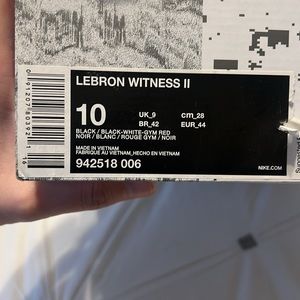 LEBRON WITNESS II
10
UK_9
cm_28
BR_42
EUR_44
BLACK / BLACK-WHITE-GYM RED
NOIR / BLANC / ROUGE GYM / NOIR
MADE IN VIETNAM
FABRIQUÉ AU VIETNAM_HECHO EN VIETNAM
942518 006
NIKE.COM